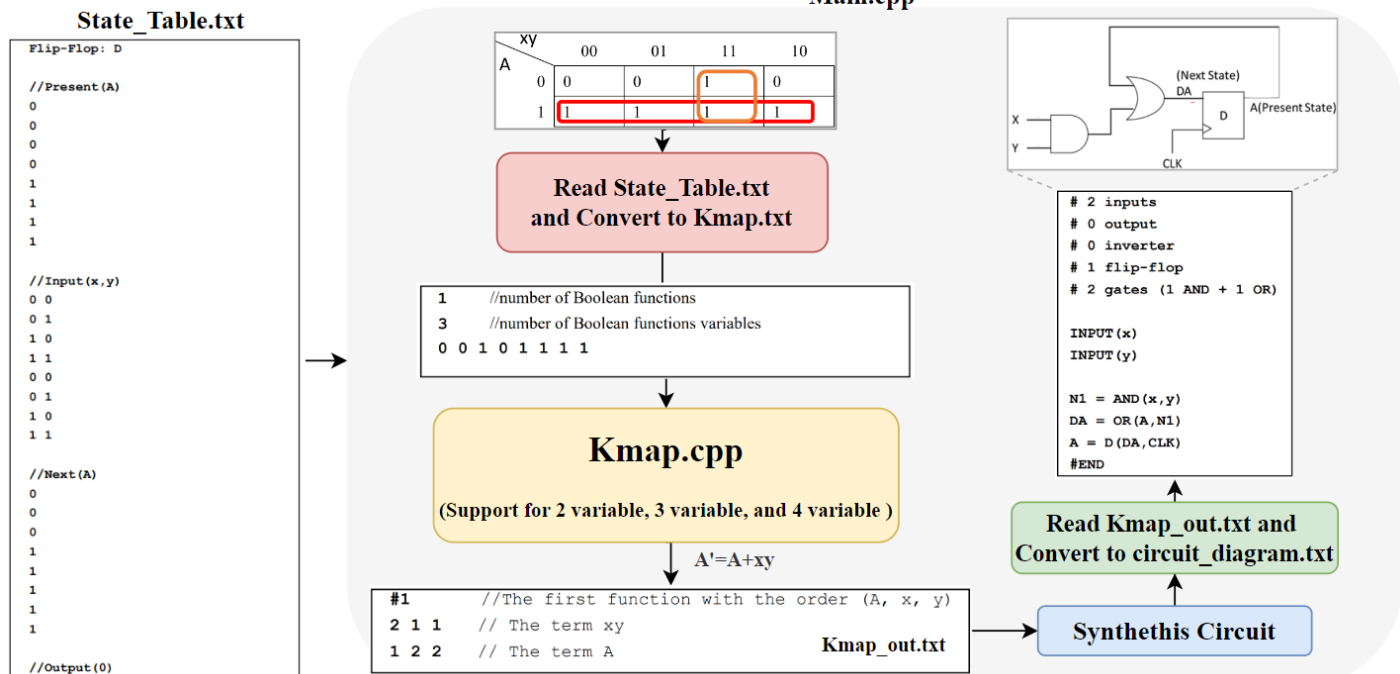 Main.cpp
State_Table.txt
Flip-Flop: D
//Present(A)
0
0
0
0
1
1
1
1
//Input(x,y)
0 0
0 1
1 0
1 1
0 0
0 1
1 0
1 1
//Next(A)
0
0
0
1
1
1
1
1
//Output(0)
xy
A
00 01 11 10
0 0 0 1 0
1 1 1 1 1
Read State_Table.txt
and Convert to Kmap.txt
1 //number of Boolean functions
3 //number of Boolean functions variables
0 0 1 0 1 1 1 1
Kmap.cpp
(Support for 2 variable, 3 variable, and 4 variable )
A'=A+xy
#1 //The first function with the order (A, x, y)
2 1 1 // The term xy
1 2 2 // The term A
Kmap_out.txt
Synthethis Circuit
Read Kmap_out.txt and
Convert to circuit_diagram.txt
# 2 inputs
# 0 output
# 0 inverter
# 1 flip-flop
# 2 gates (1 AND + 1 OR)
INPUT(x)
INPUT(y)
N1 = AND(x,y)
DA = OR(A,N1)
A = D(DA,CLK)
#END
(Next State)
DA
A(Present State)
D
X
Y
CLK